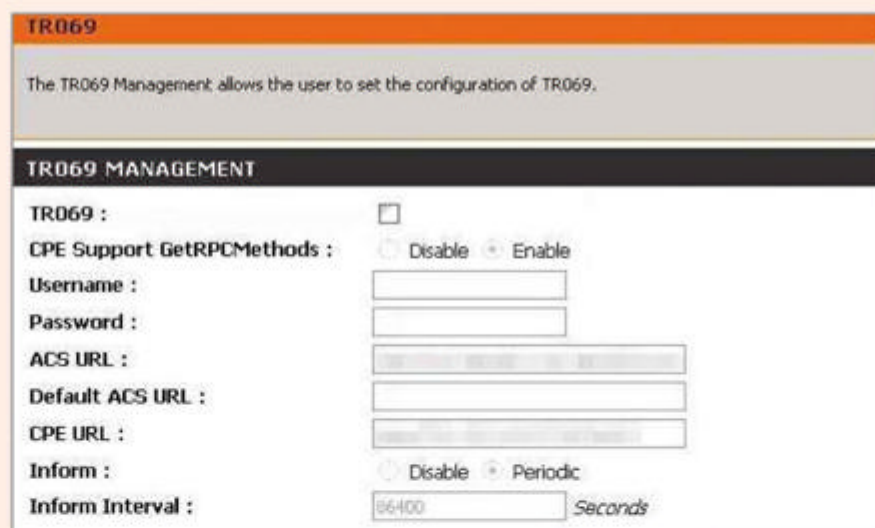 TR069
The TR069 Management allows the user to set the configuration of TR069.
TR069 MANAGEMENT
TR069 :
CPE Support GetRPCMethods : Disable Enable
Username :
Password :
ACS URL :
Default ACS URL :
CPE URL :
Inform : Disable Periodic
Inform Interval : 86400 Seconds